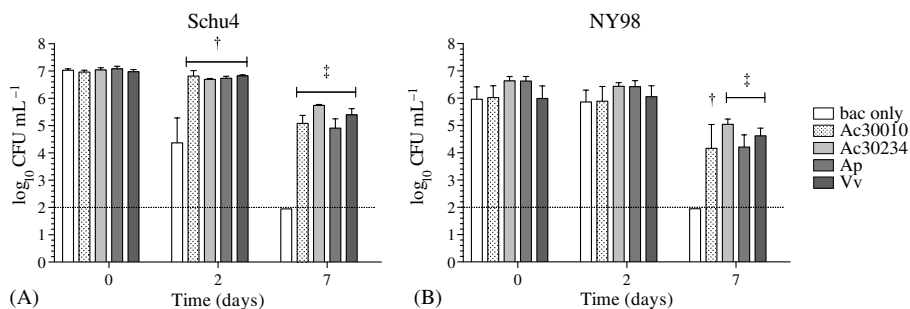 Schu4
NY98
†
‡
†
‡
log₁₀ CFU mL⁻¹
8
7
6
5
4
3
2
1
0
0
2
7
(A)
Time (days)
log₁₀ CFU mL⁻¹
8
7
6
5
4
3
2
1
0
0
2
7
(B)
Time (days)
bac only
Ac30010
Ac30234
Ap
Vv